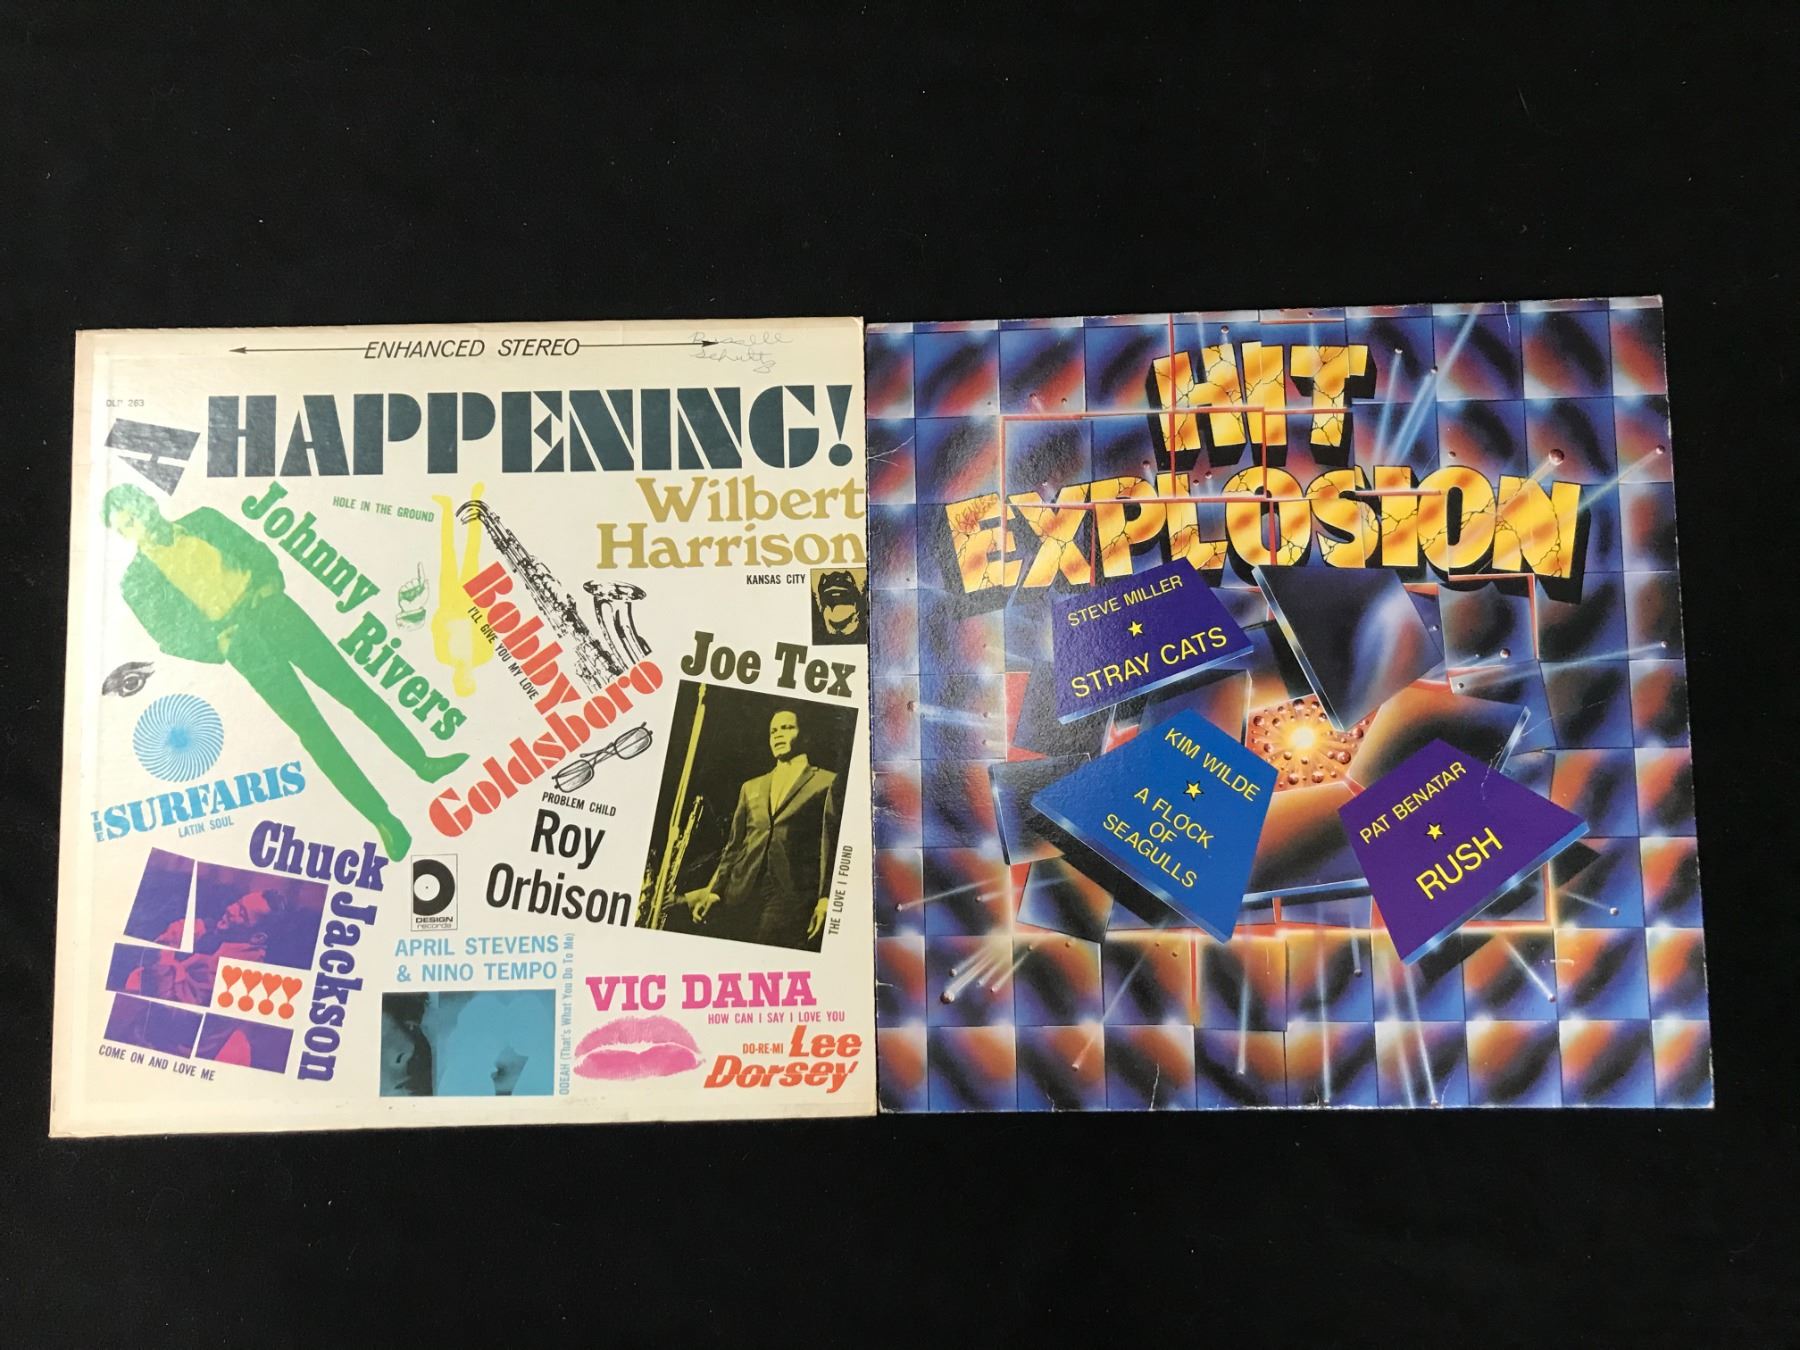 ENHANCED STEREO
Russell
Schultz
DLP 263
A HAPPENING!
Johnny Rivers
HOLE IN THE GROUND
Wilbert
Harrison
KANSAS CITY
Bobby
Goldsboro
I'LL GIVE YOU MY LOVE
Joe Tex
THE LOVE I FOUND
THE SURFARIS
LATIN SOUL
PROBLEM CHILD
Roy
Orbison
Chuck Jackson
COME ON AND LOVE ME
DESIGN
records
APRIL STEVENS
& NINO TEMPO
OOEAH (That's What You Do To Me)
VIC DANA
HOW CAN I SAY I LOVE YOU
DO-RE-MI Lee
Dorsey
HIT
EXPLOSION
STEVE MILLER
STRAY CATS
KIM WILDE
A FLOCK
OF
SEAGULLS
PAT BENATAR
RUSH